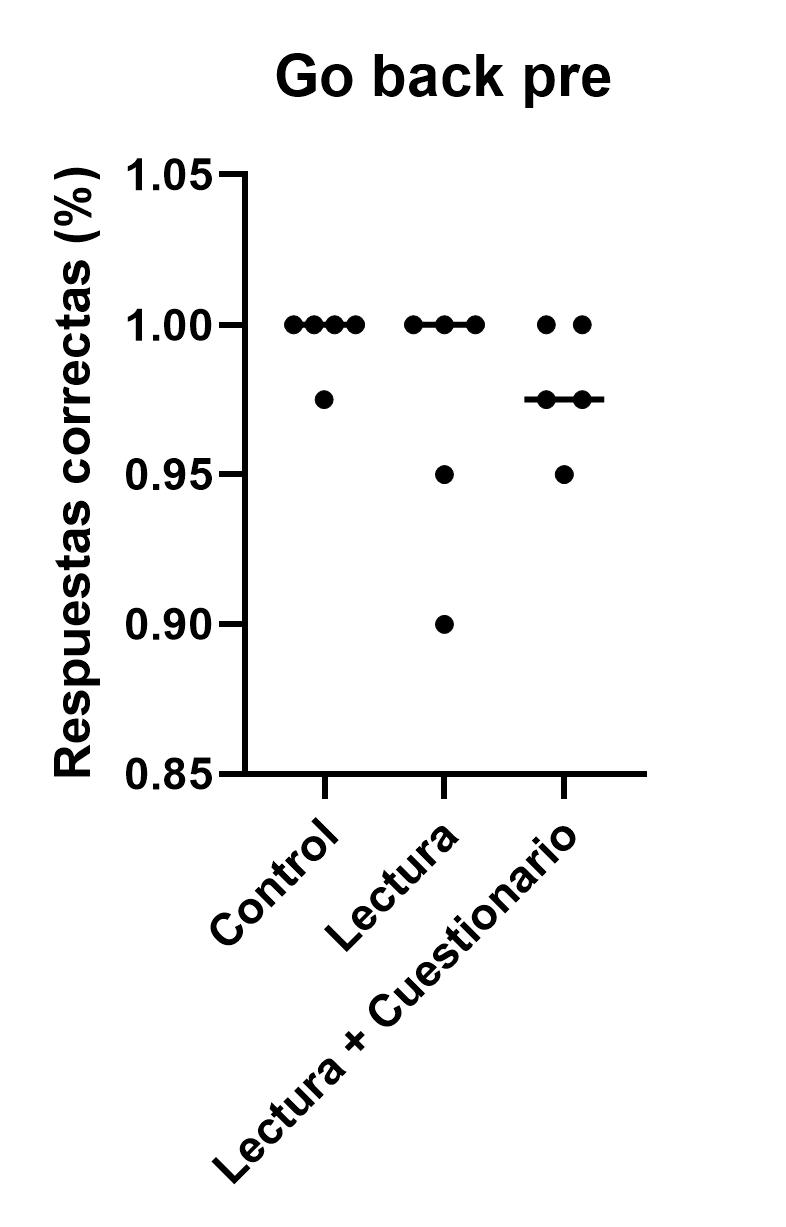 Go back pre
Respuestas correctas (%)
1.05
1.00
0.95
0.90
0.85
Control
Lectura
Lectura + Cuestionario